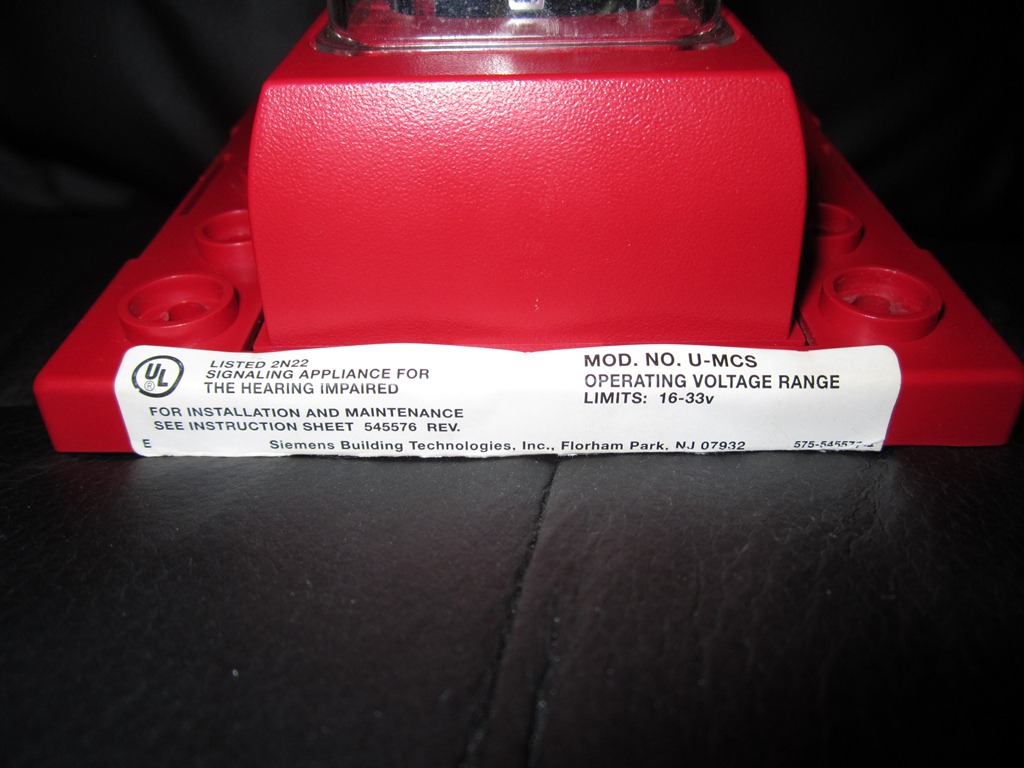 UL
®
LISTED 2N22
SIGNALING APPLIANCE FOR
THE HEARING IMPAIRED
FOR INSTALLATION AND MAINTENANCE
SEE INSTRUCTION SHEET 545576 REV.
MOD. NO. U-MCS
OPERATING VOLTAGE RANGE
LIMITS: 16-33v
E
Siemens Building Technologies, Inc., Florham Park, NJ 07932